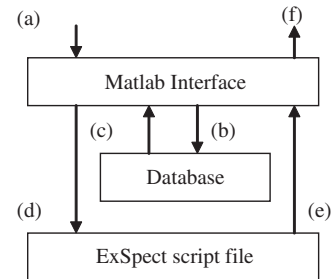 (a)
(f)
Matlab Interface
(c)
(b)
Database
(d)
(e)
ExSpect script file